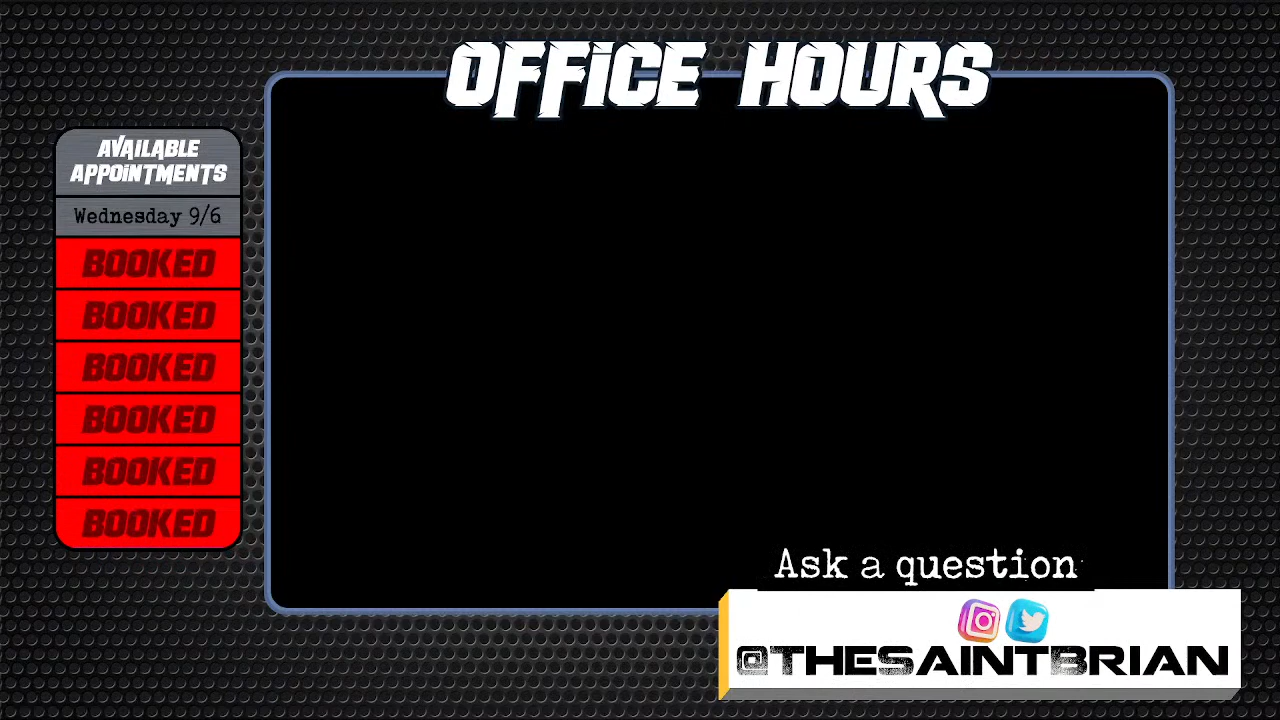 OFFICE HOURS
AVAILABLE
APPOINTMENTS
Wednesday 9/6
BOOKED
BOOKED
BOOKED
BOOKED
BOOKED
BOOKED
Ask a question
@THESAINTBRIAN